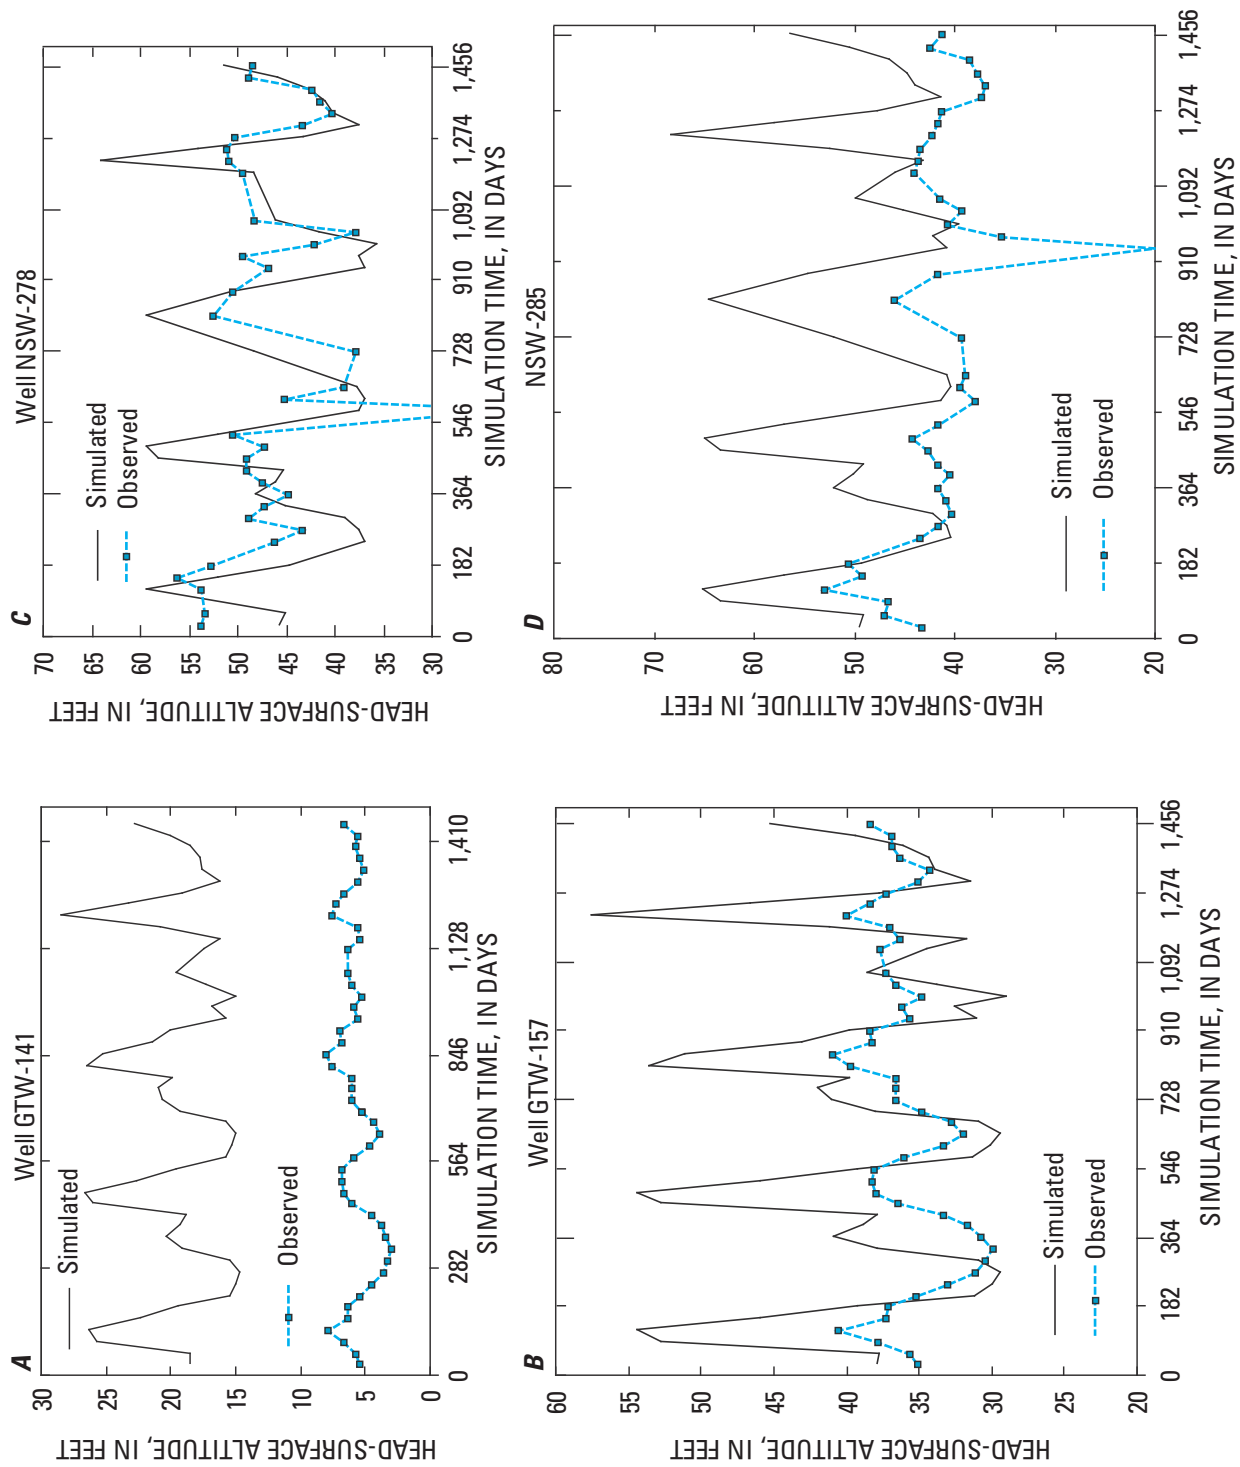 A
Well GTW-141
HEAD-SURFACE ALTITUDE, IN FEET
30
25
20
15
10
5
0
Simulated
Observed
0
282
564
846
1,128
1,410
SIMULATION TIME, IN DAYS
B
Well GTW-157
HEAD-SURFACE ALTITUDE, IN FEET
60
55
50
45
40
35
30
25
20
Simulated
Observed
0
182
364
546
728
910
1,092
1,274
1,456
SIMULATION TIME, IN DAYS
C
Well NSW-278
HEAD-SURFACE ALTITUDE, IN FEET
70
65
60
55
50
45
40
35
30
Simulated
Observed
0
182
364
546
728
910
1,092
1,274
1,456
SIMULATION TIME, IN DAYS
D
NSW-285
HEAD-SURFACE ALTITUDE, IN FEET
80
70
60
50
40
30
20
Simulated
Observed
0
182
364
546
728
910
1,092
1,274
1,456
SIMULATION TIME, IN DAYS